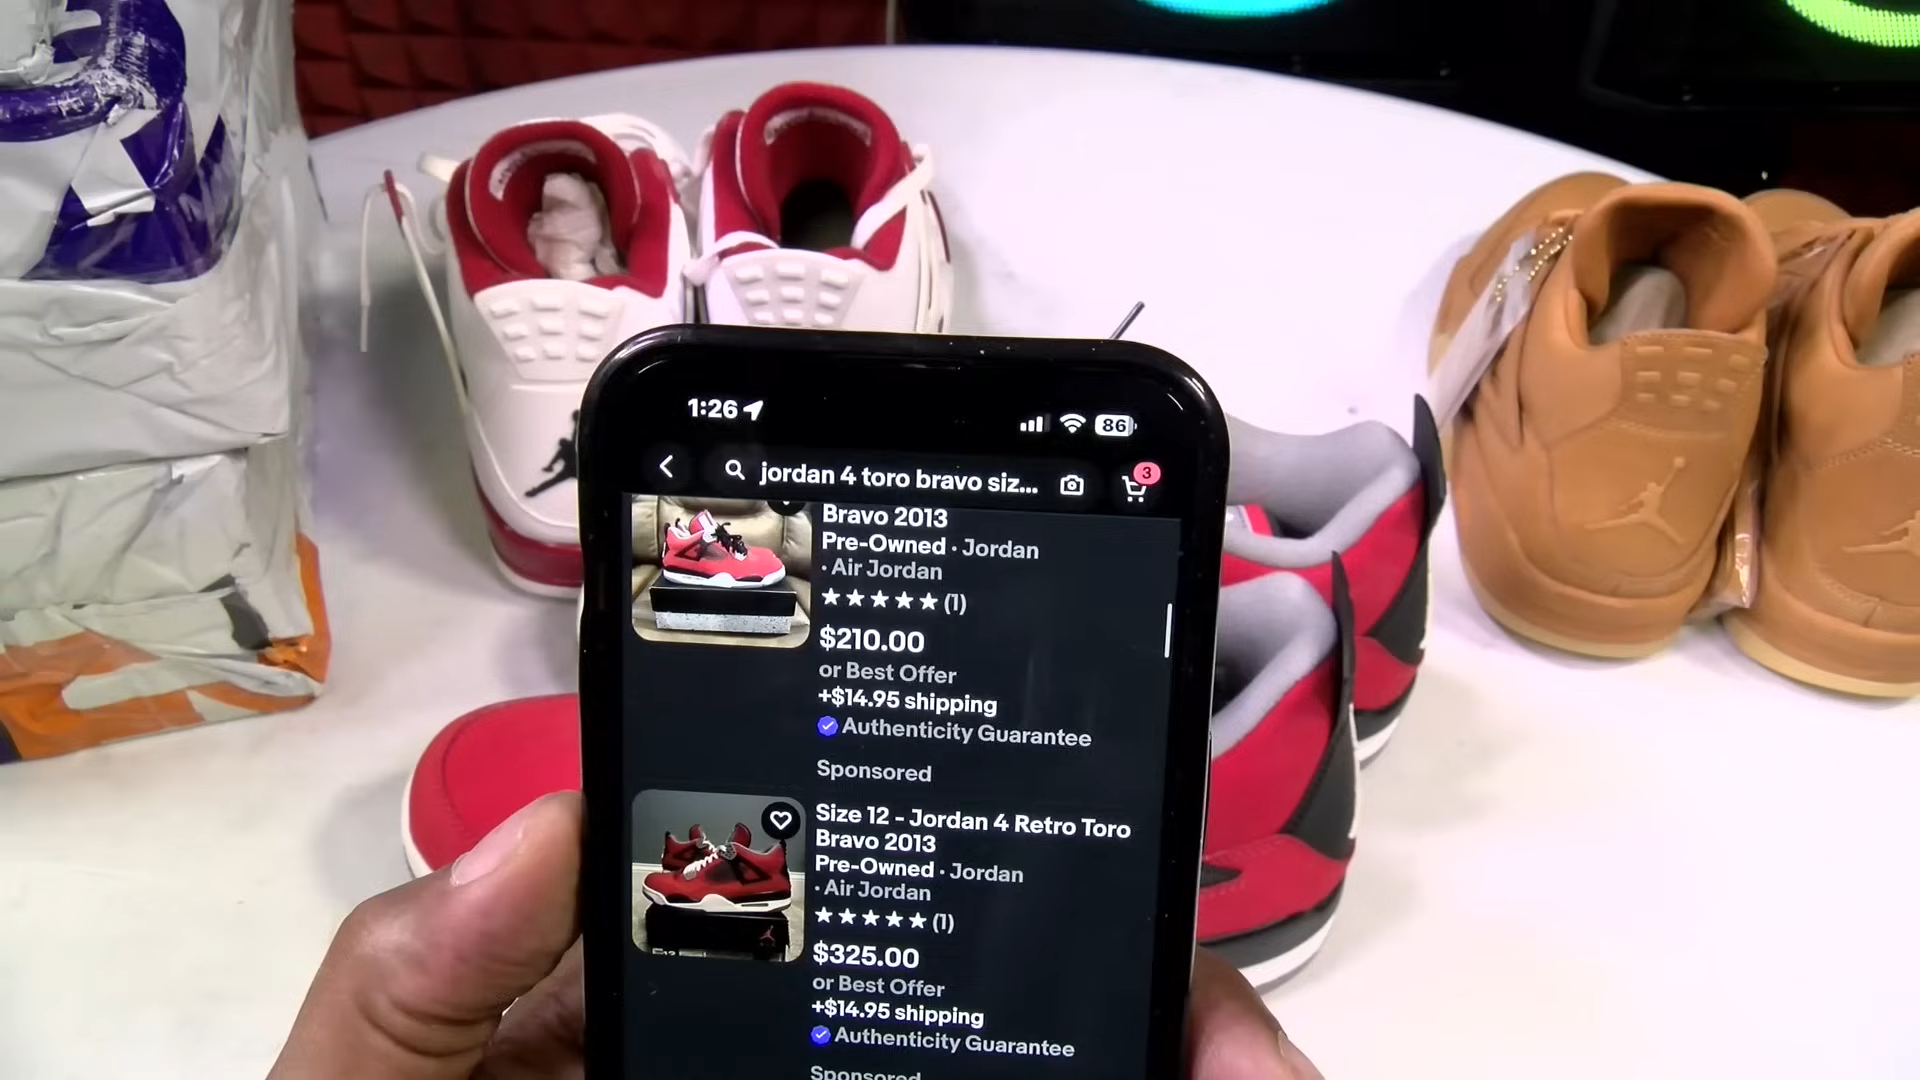 1:26
86
jordan 4 toro bravo siz...
3
Bravo 2013
Pre-Owned · Jordan
· Air Jordan
★★★★★ (1)
$210.00
or Best Offer
+$14.95 shipping
Authenticity Guarantee
Sponsored
Size 12 - Jordan 4 Retro Toro
Bravo 2013
Pre-Owned · Jordan
· Air Jordan
★★★★★ (1)
$325.00
or Best Offer
+$14.95 shipping
Authenticity Guarantee
Sponsored